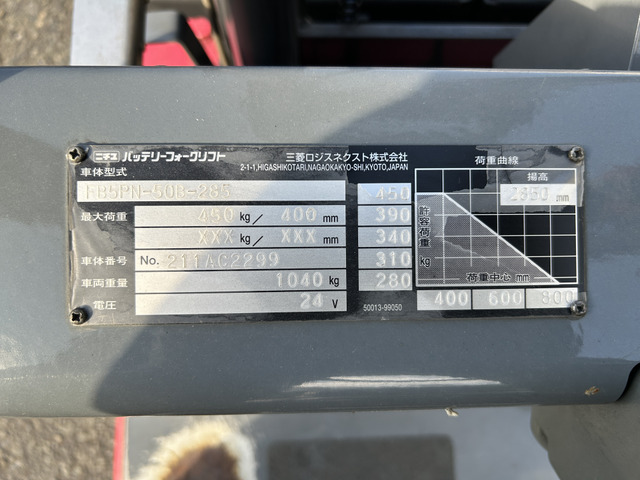 ニチユ バッテリーフォークリフト 三菱ロジスネクスト株式会社
2-1-1,HIGASHIKOTARI,NAGAOKAKYO-SHI,KYOTO,JAPAN
車体型式
FB5PN-50B-285
最大荷重 450 kg/ 400 mm
XXX kg/ XXX mm
車体番号 No. 211AC2299
車両重量 1040 kg
電圧 24 V
450
390
340
310
280
50013-99050
荷重曲線
揚高
2850 mm
許容荷重
kg
荷重中心 mm
400 600 800